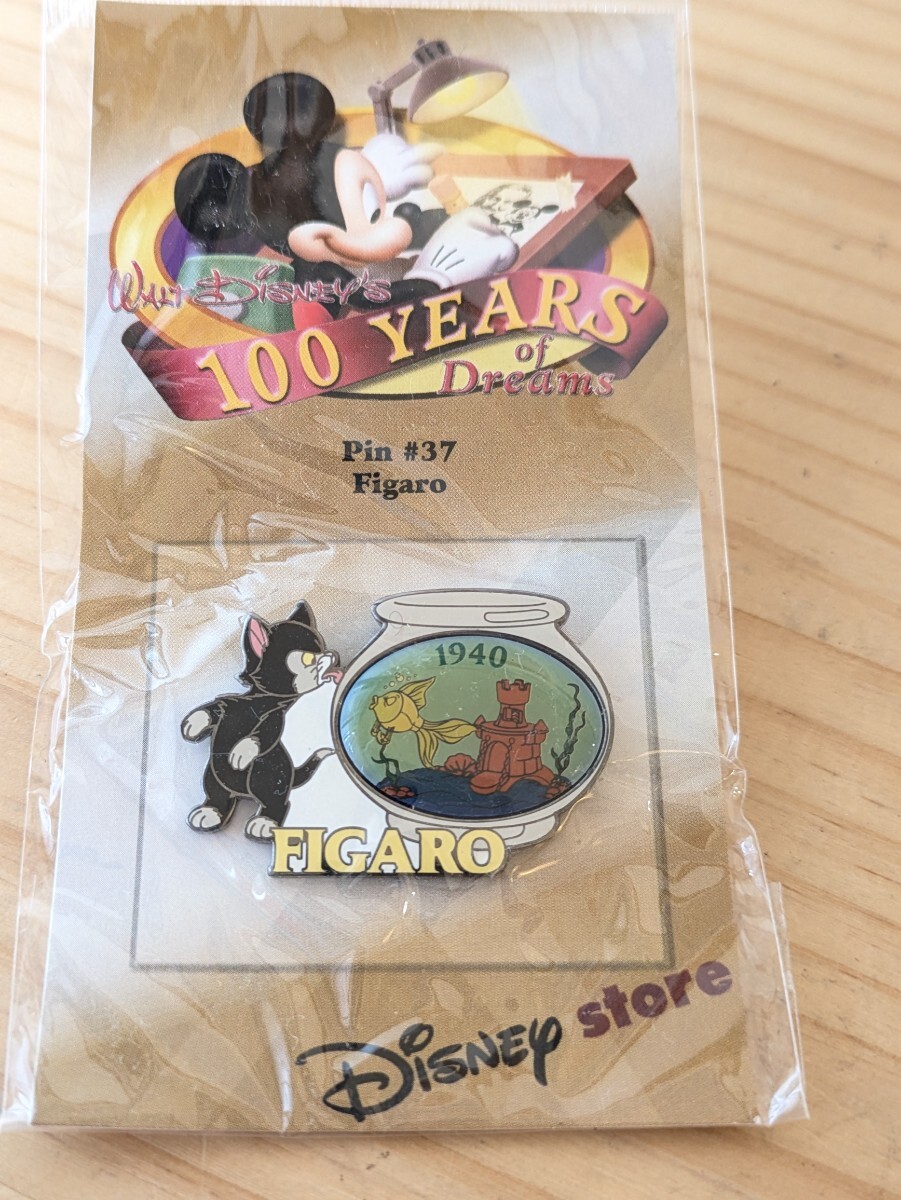 WALT DISNEY'S
100 YEARS
of
Dreams
Pin #37
Figaro
1940
FIGARO
DISNEY store